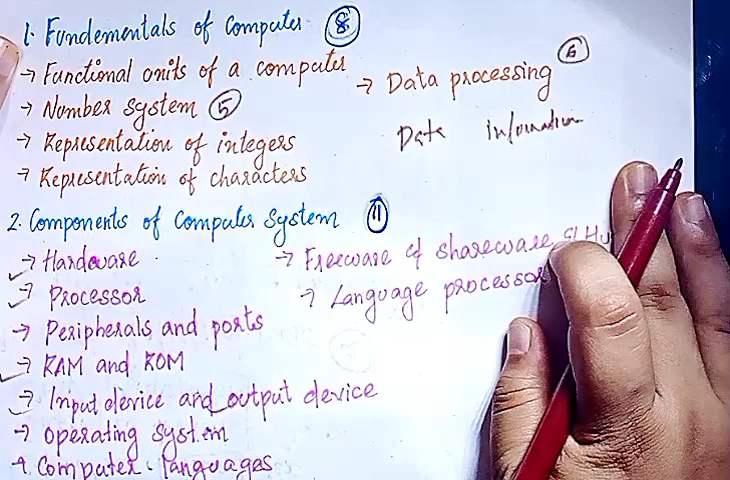 1. Fundementals of computer 8
→ Functional units of a computer
→ Number system 5
→ Representation of integers
→ Representation of characters
→ Data processing 6
Data information
2. Components of computer system 11
→ Hardware
→ Processor
→ Peripherals and ports
→ RAM and ROM
→ Input device and output device
→ operating system
→ Computer languages
→ Freeware & shareware
→ Language processor